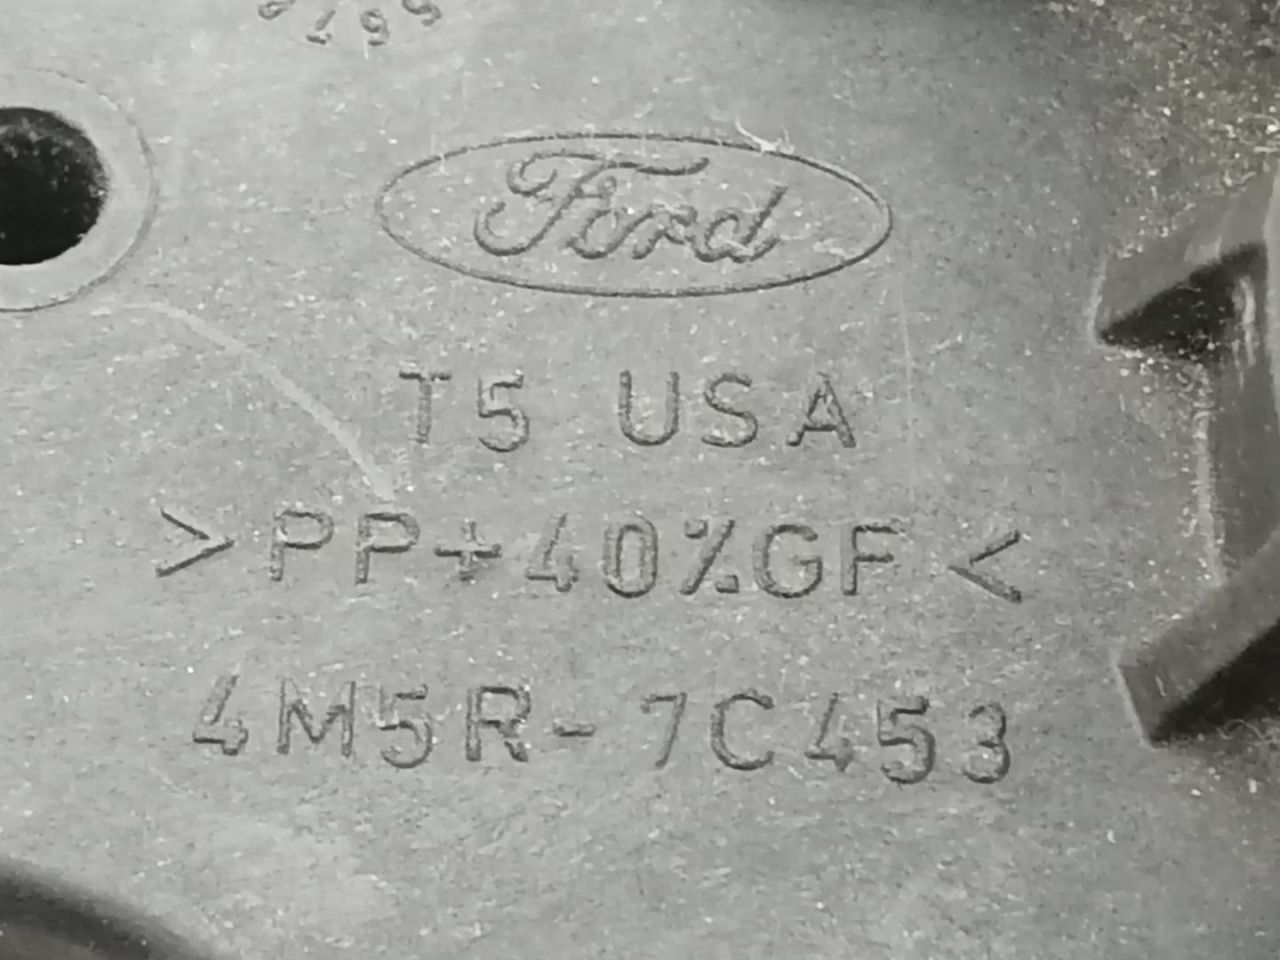 Ford
T5 USA
>PP+40%GF<
4M5R-7C453